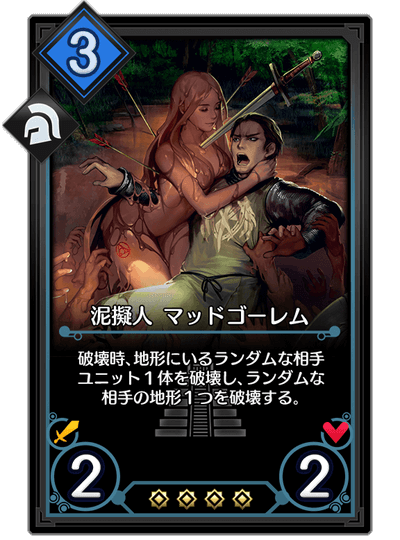 3
泥擬人 マッドゴーレム
破壊時、地形にいるランダムな相手
ユニット1体を破壊し、ランダムな
相手の地形1つを破壊する。
2
2